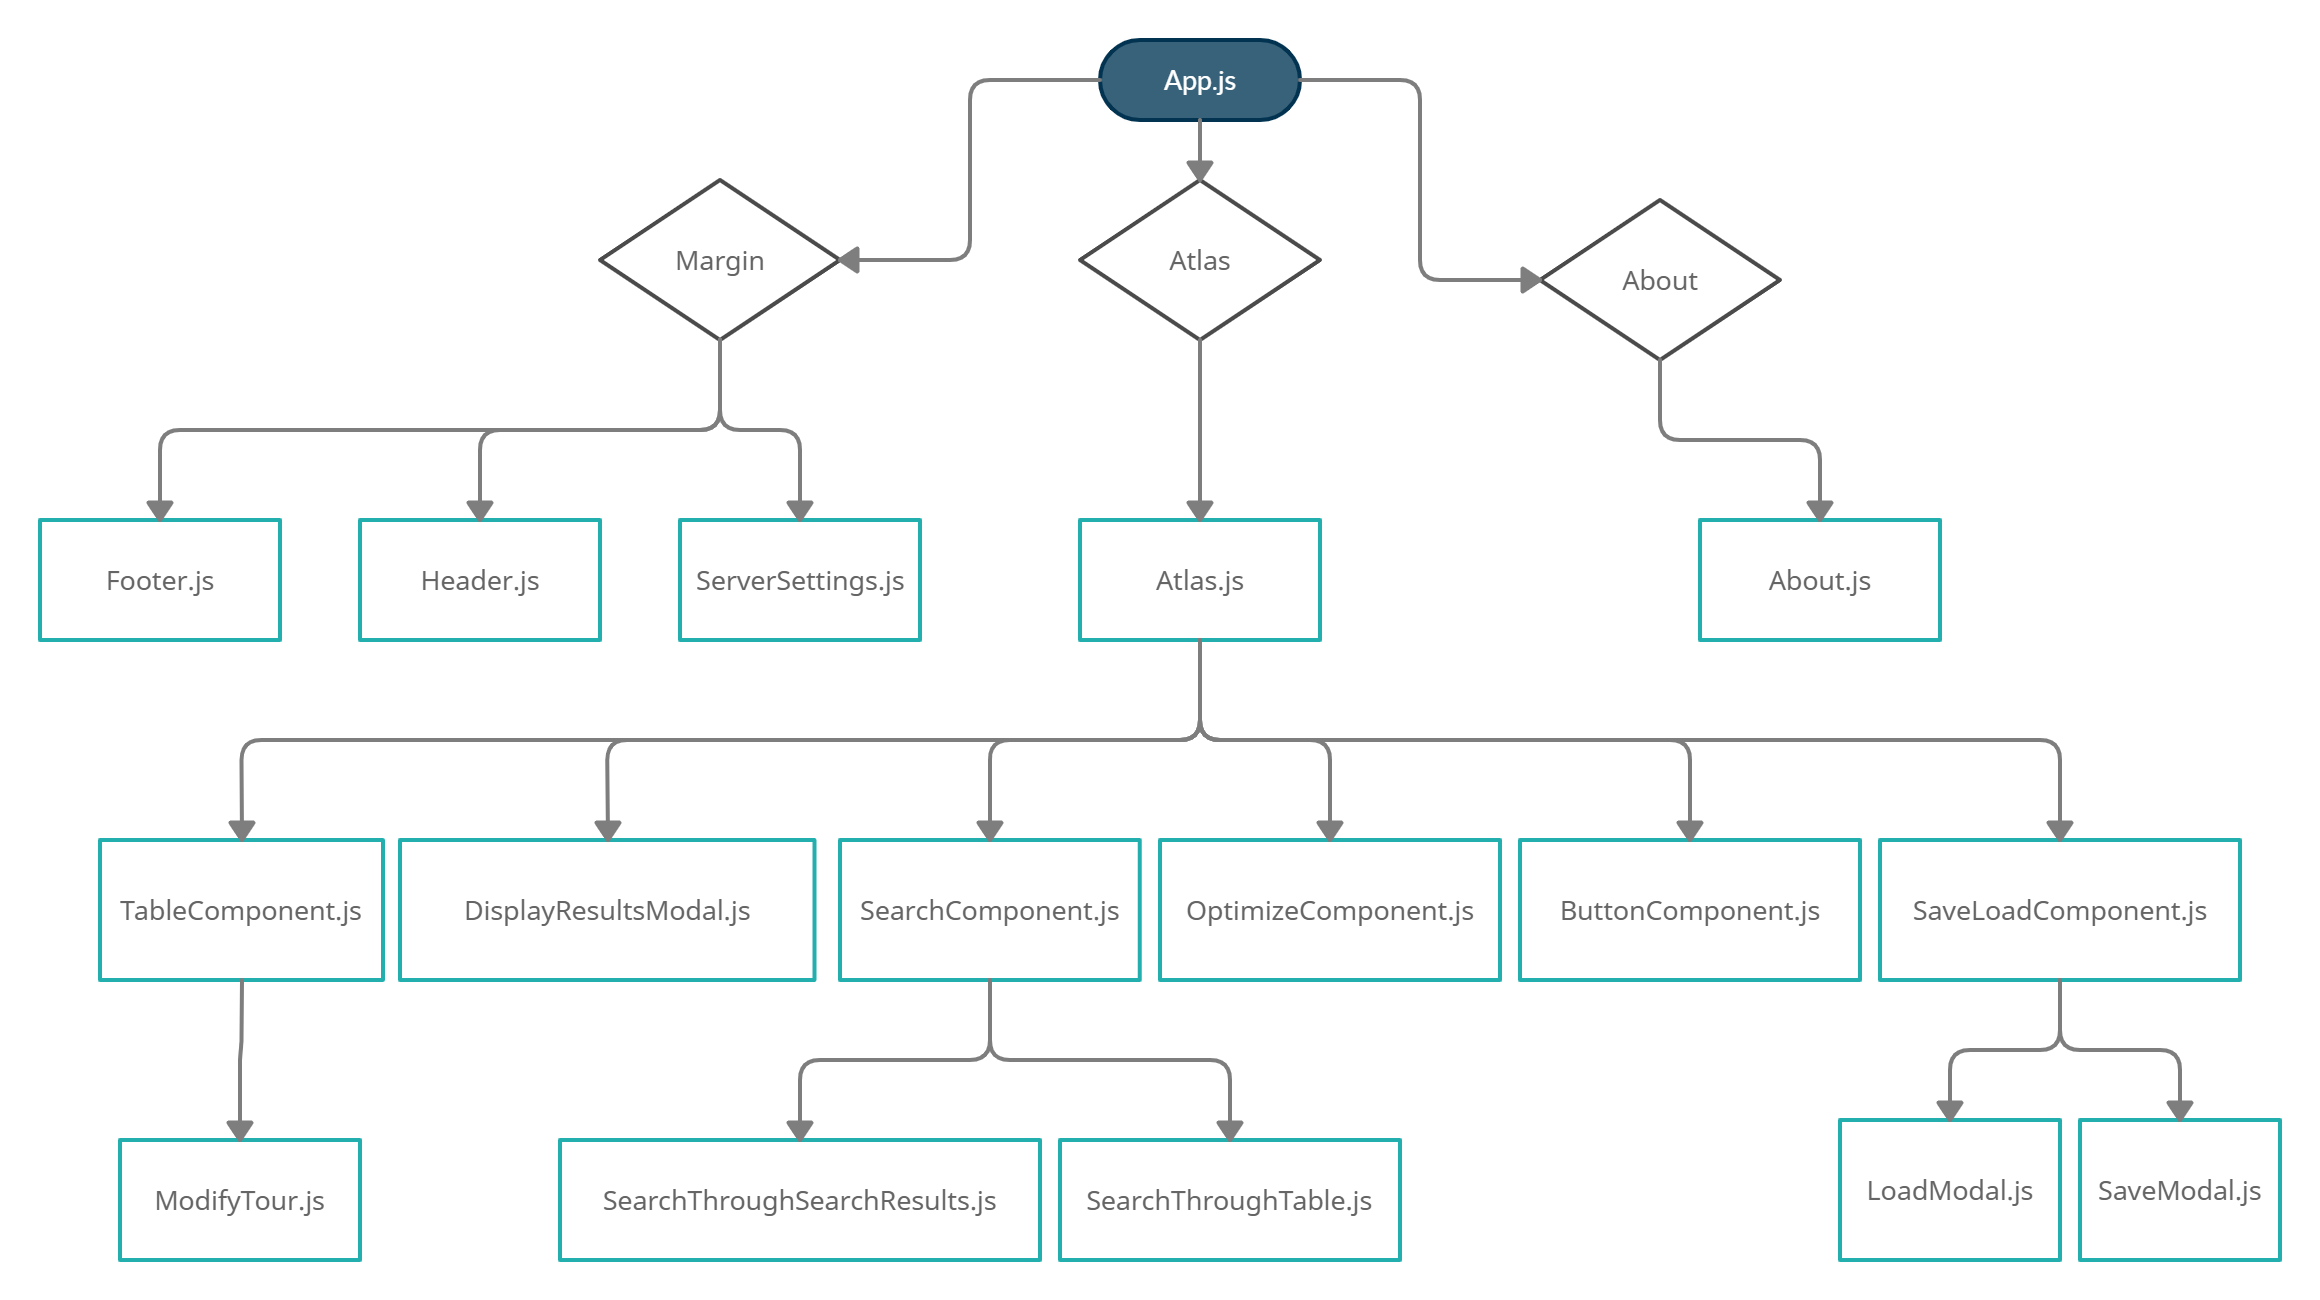 App.js
Margin
Atlas
About
Footer.js
Header.js
ServerSettings.js
Atlas.js
About.js
TableComponent.js
DisplayResultsModal.js
SearchComponent.js
OptimizeComponent.js
ButtonComponent.js
SaveLoadComponent.js
ModifyTour.js
SearchThroughSearchResults.js
SearchThroughTable.js
LoadModal.js
SaveModal.js